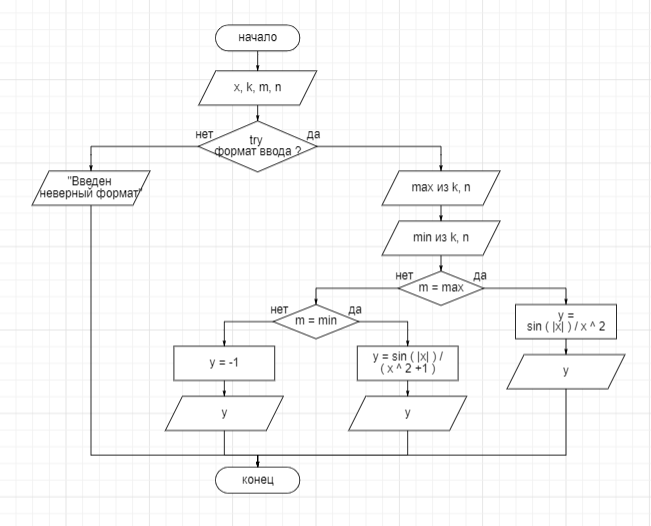 начало
x, k, m, n
нет
да
try
формат ввода ?
"Введен
неверный формат"
max из k, n
min из k, n
нет
да
m = max
нет
да
m = min
y =
sin ( |x| ) / x ^ 2
y = -1
y = sin ( |x| ) /
( x ^ 2 +1 )
y
y
y
конец